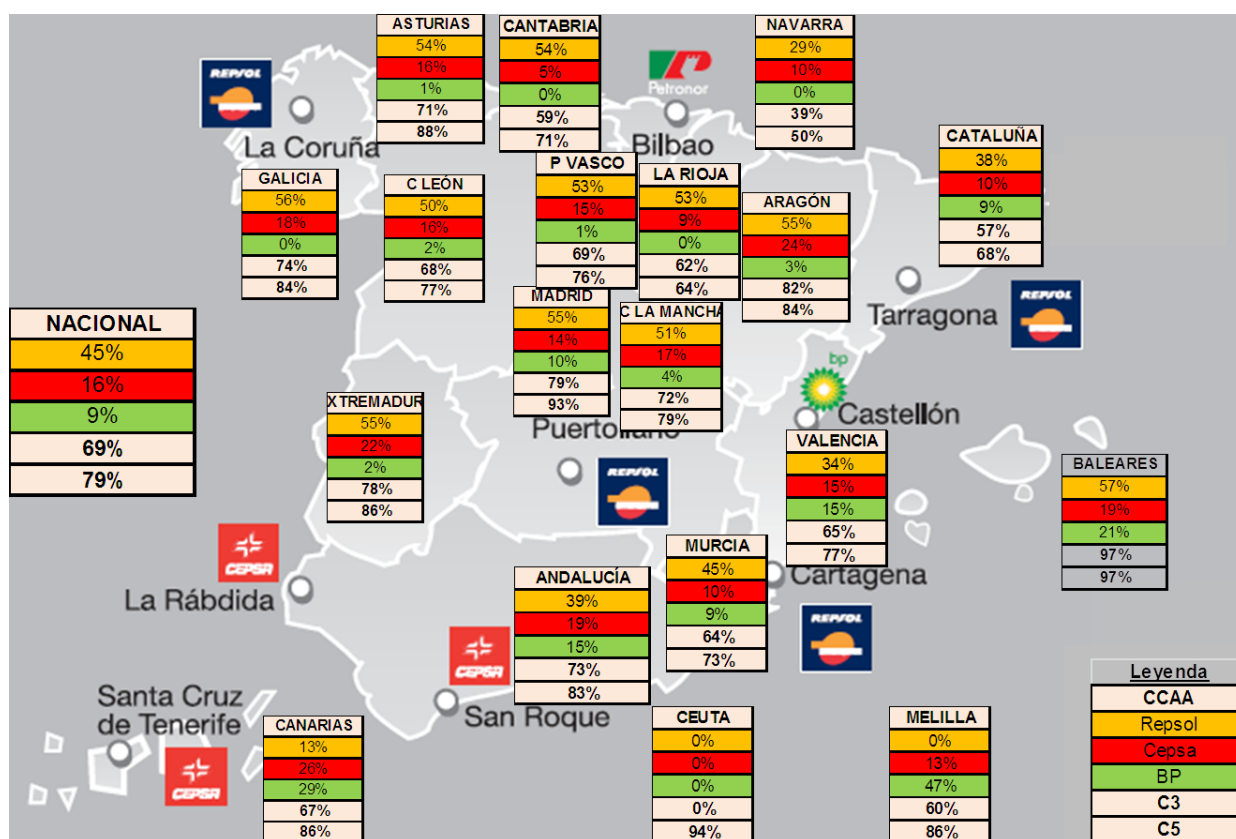 ASTURIAS
54%
16%
1%
71%
88%
CANTABRIA
54%
5%
0%
59%
71%
Petronor
Bilbao
NAVARRA
29%
10%
0%
39%
50%
REPSOL
La Coruña
CATALUÑA
38%
10%
9%
57%
68%
GALICIA
56%
18%
0%
74%
84%
C LEÓN
50%
16%
2%
68%
77%
P VASCO
53%
15%
1%
69%
76%
LA RIOJA
53%
9%
0%
62%
64%
ARAGÓN
55%
24%
3%
82%
84%
Tarragona
REPSOL
NACIONAL
45%
16%
9%
69%
79%
MADRID
55%
14%
10%
79%
93%
C LA MANCHA
51%
17%
4%
72%
79%
bp
Castellón
XTREMADUR
55%
22%
2%
78%
86%
Puertollano
REPSOL
VALENCIA
34%
15%
15%
65%
77%
BALEARES
57%
19%
21%
97%
97%
CEPSA
La Rábdida
ANDALUCÍA
39%
19%
15%
73%
83%
MURCIA
45%
10%
9%
64%
73%
Cartagena
REPSOL
CEPSA
San Roque
Santa Cruz
de Tenerife
CEPSA
CANARIAS
13%
26%
29%
67%
86%
CEUTA
0%
0%
0%
0%
94%
MELILLA
0%
13%
47%
60%
86%
Leyenda
CCAA
Repsol
Cepsa
BP
C3
C5